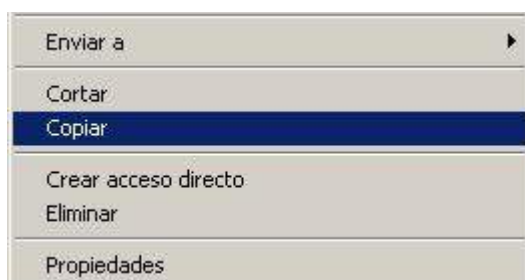 Enviar a
Cortar
Copiar
Crear acceso directo
Eliminar
Propiedades